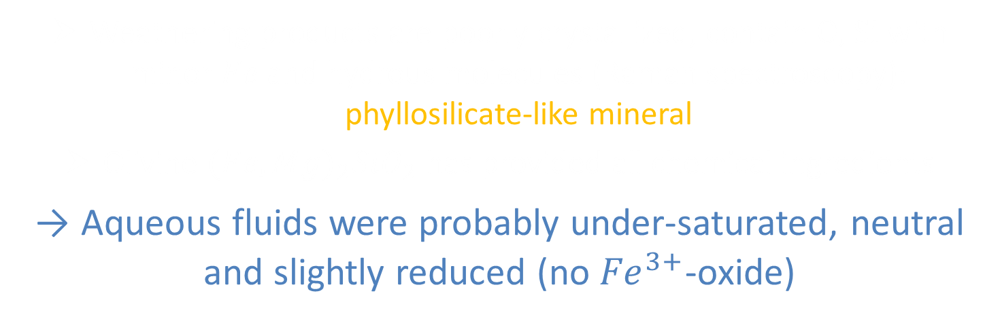 phyllosilicate-like mineral
→ Aqueous fluids were probably under-saturated, neutral
and slightly reduced (no Fe³⁺-oxide)